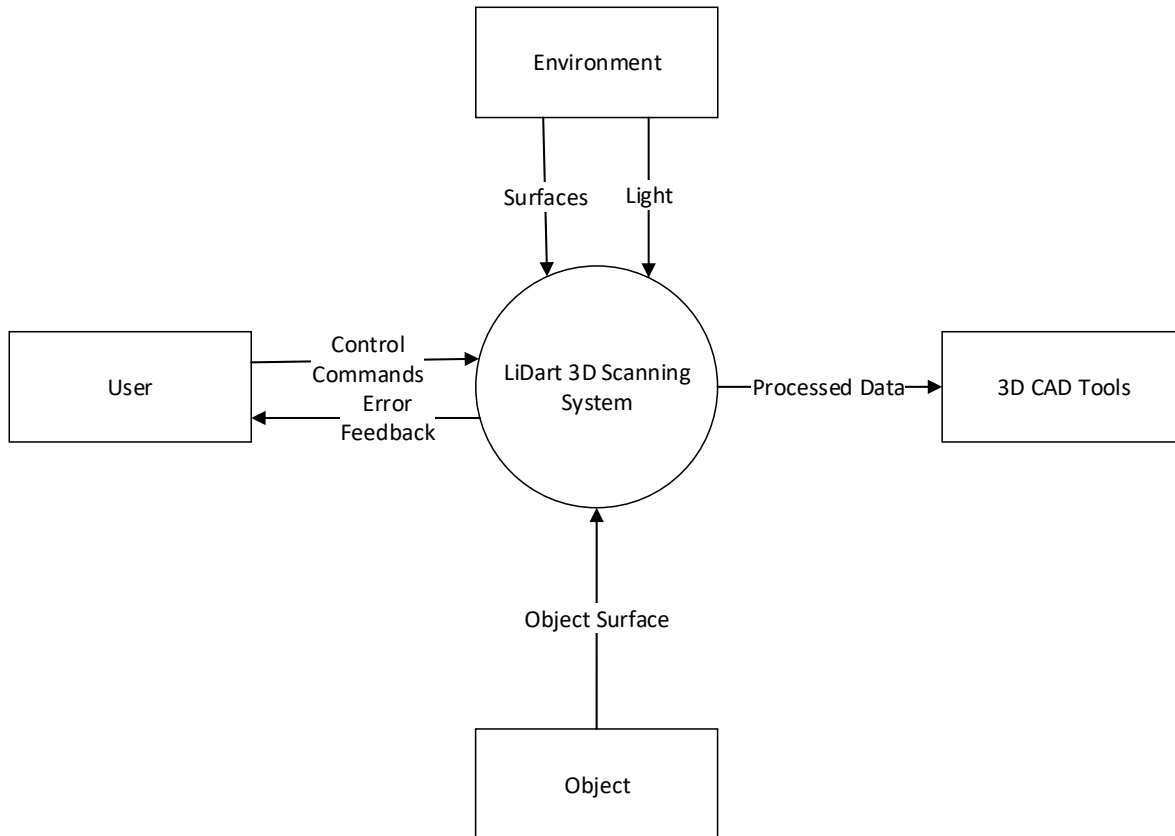 Environment
Surfaces
Light
User
Control
Commands
Error
Feedback
LiDart 3D Scanning
System
Processed Data
3D CAD Tools
Object Surface
Object